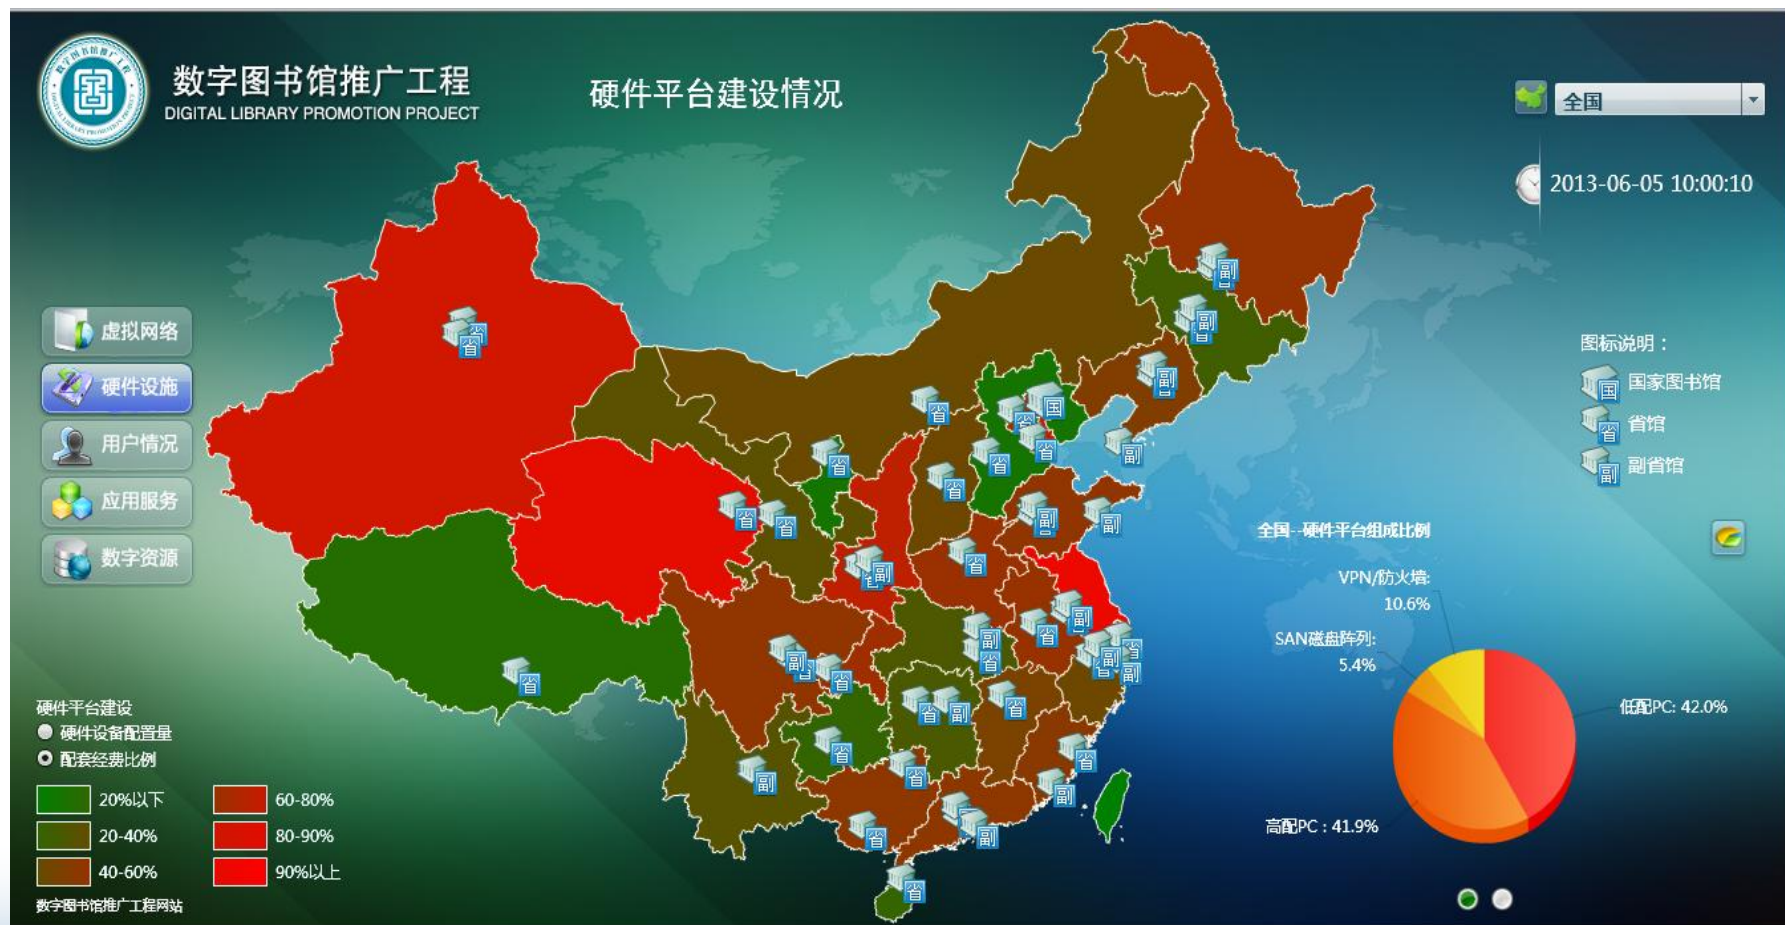 数字图书馆推广工程
DIGITAL LIBRARY PROMOTION PROJECT
硬件平台建设情况
全国
2013-06-05 10:00:10
虚拟网络
硬件设施
用户情况
应用服务
数字资源
图标说明：
国 国家图书馆
省 省馆
副 副省馆
全国--硬件平台组成比例
VPN/防火墙:
10.6%
SAN磁盘阵列:
5.4%
低配PC: 42.0%
高配PC：41.9%
硬件平台建设
硬件设备配置量
配套经费比例
20%以下
60-80%
20-40%
80-90%
40-60%
90%以上
数字图书馆推广工程网站